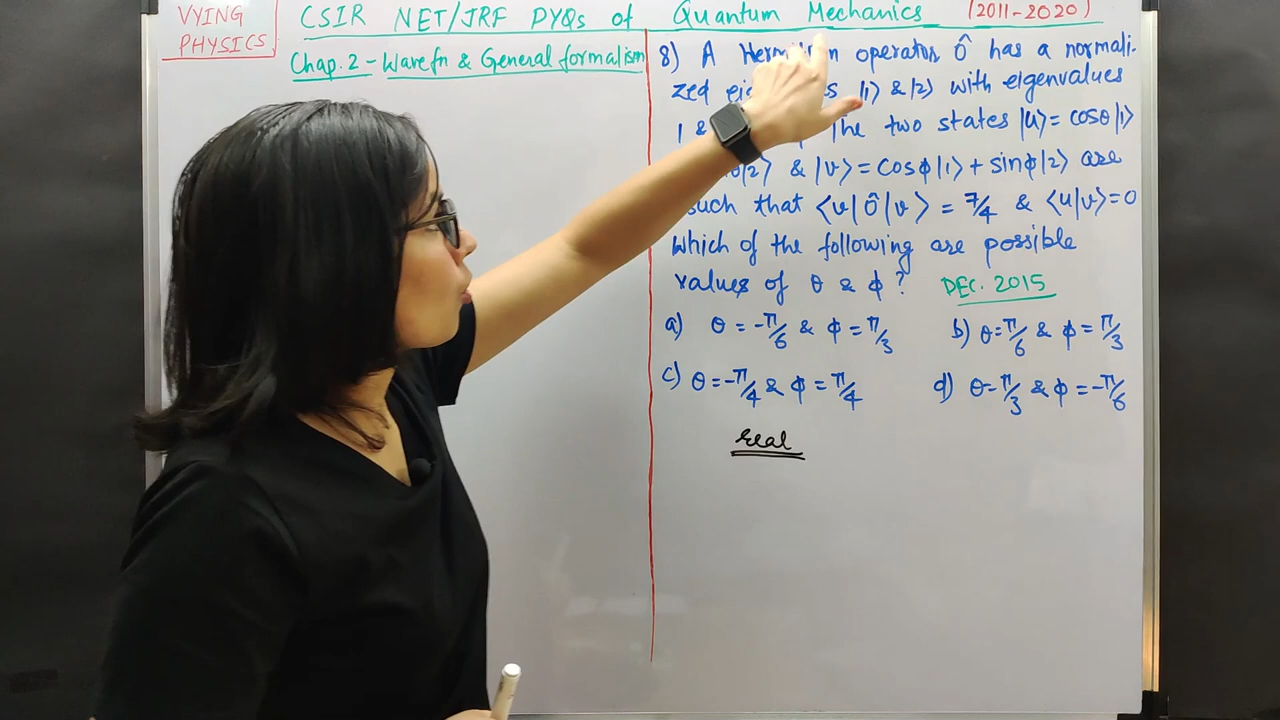 VYING
PHYSICS
CSIR NET/JRF PYQs of Quantum Mechanics (2011-2020)
Chap. 2 - Wavefn & General formalism
8) A operator Ô has a normali-
zed |1> & |2> with eigenvalues
1 & the two states |u> = cosθ|1>
|2> & |v> = cosϕ|1> + sinϕ|2> are
such that <v|Ô|v> = 7/4 & <u|v> = 0
Which of the following are possible
values of θ & ϕ? DEC. 2015
a) θ = -π/6 & ϕ = π/3 b) θ = π/6 & ϕ = π/3
c) θ = -π/4 & ϕ = π/4 d) θ = π/3 & ϕ = -π/6
real